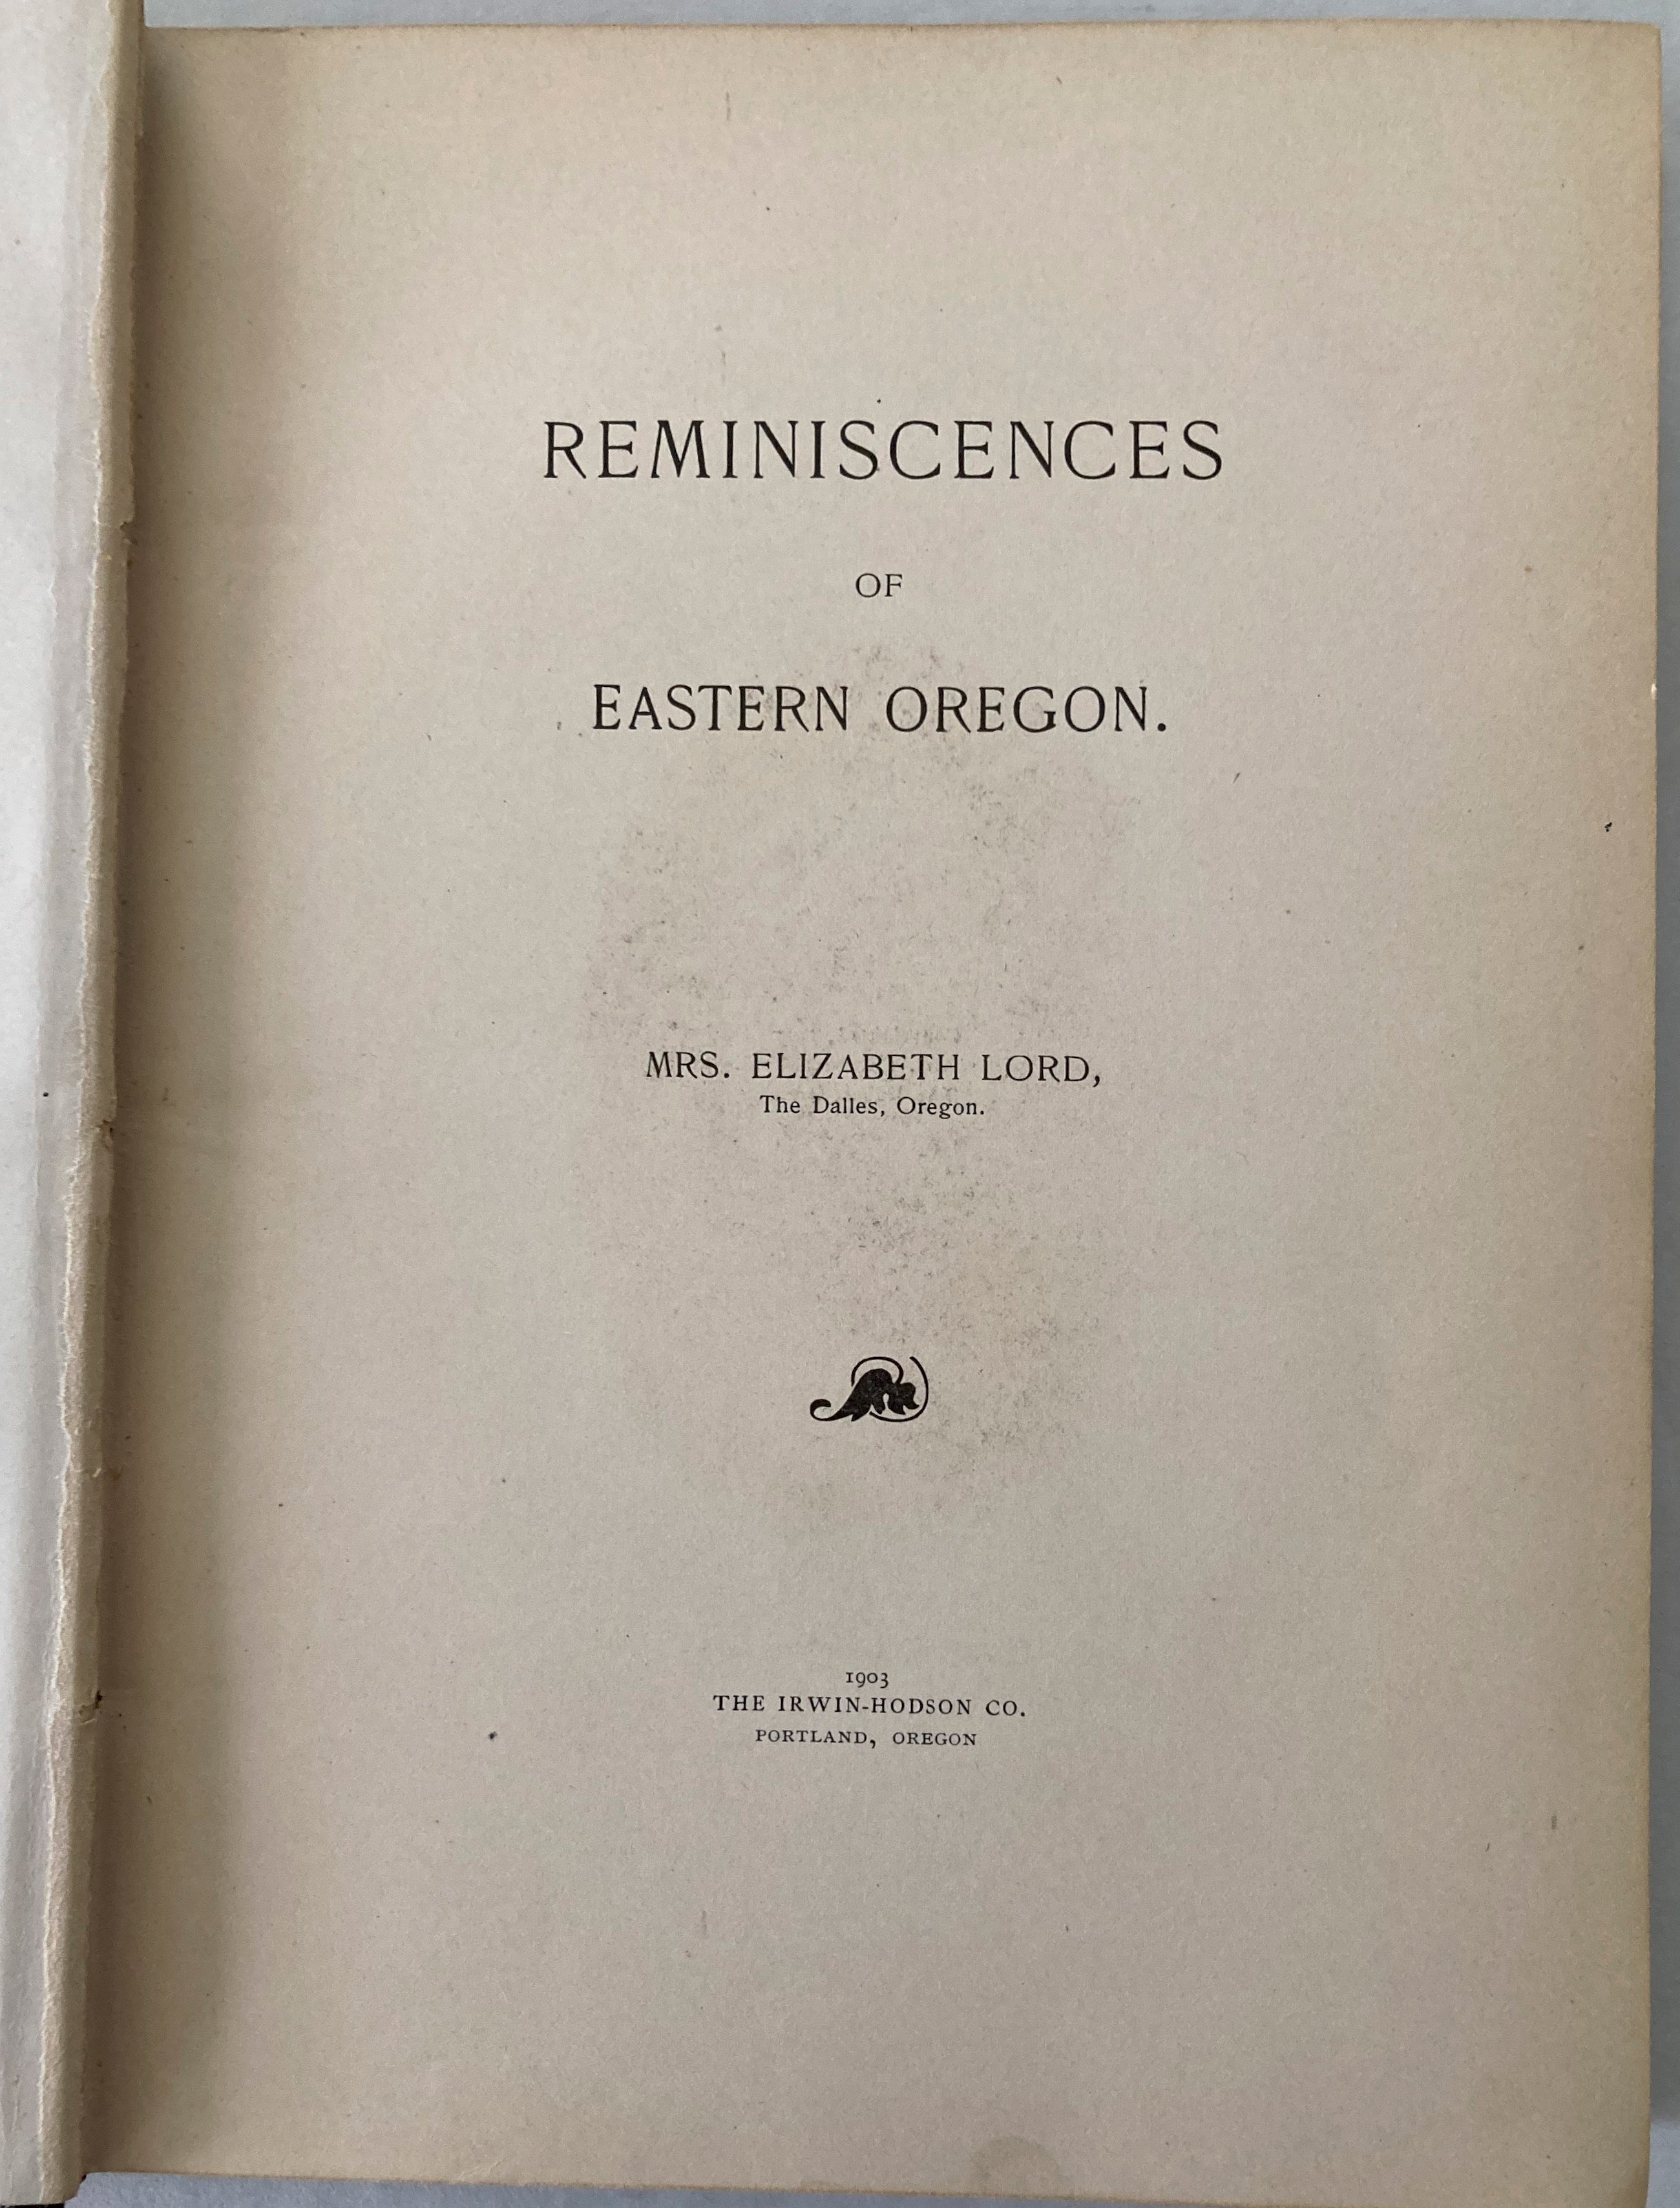 REMINISCENCES
OF
EASTERN OREGON.
MRS. ELIZABETH LORD,
The Dalles, Oregon.
1903
THE IRWIN-HODSON CO.
PORTLAND, OREGON